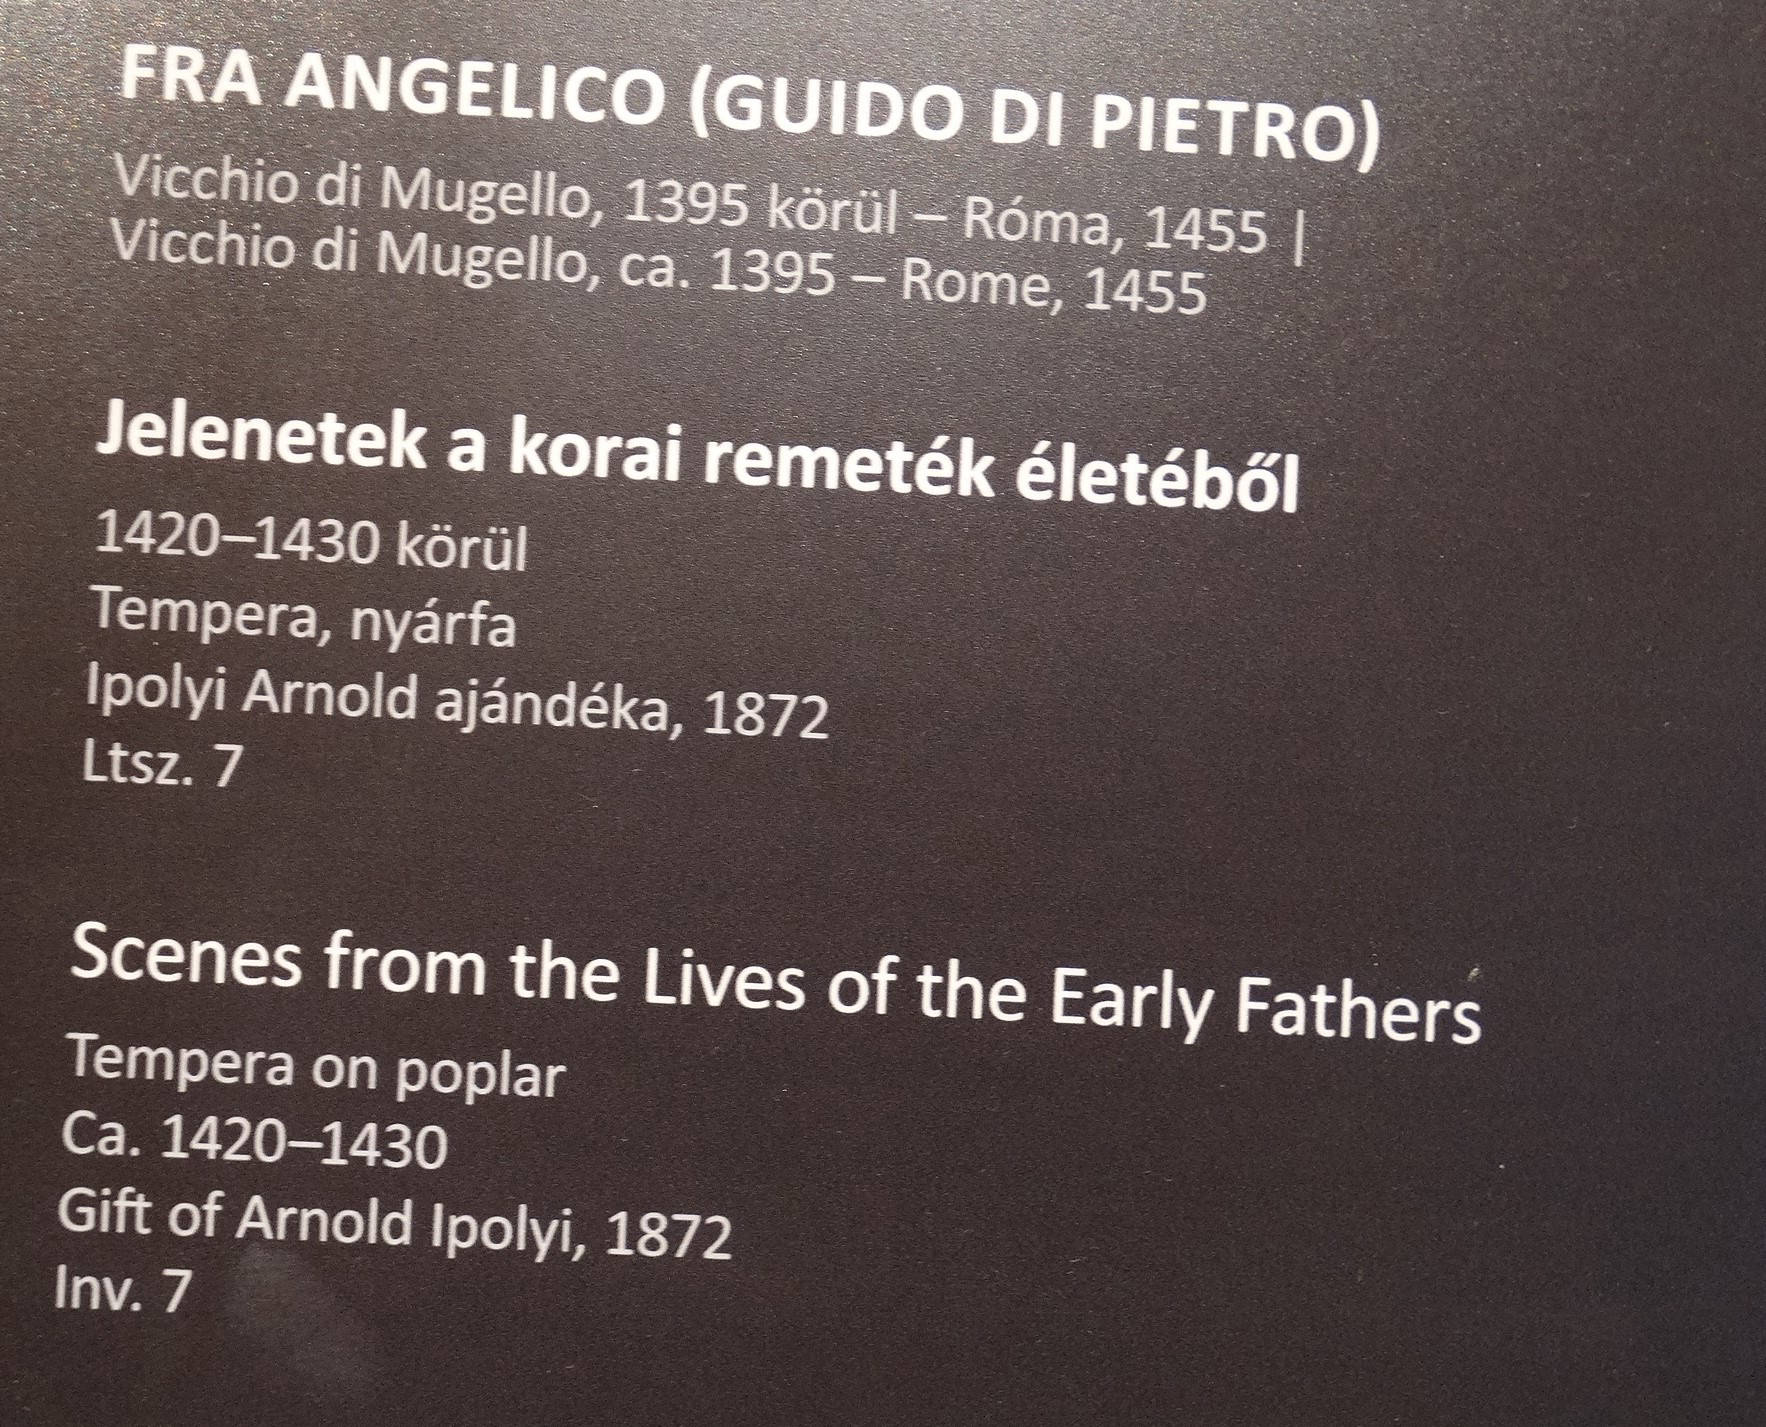 FRA ANGELICO (GUIDO DI PIETRO)
Vicchio di Mugello, 1395 körül – Róma, 1455 |
Vicchio di Mugello, ca. 1395 – Rome, 1455
Jelenetek a korai remeték életéből
1420–1430 körül
Tempera, nyárfa
Ipolyi Arnold ajándéka, 1872
Ltsz. 7
Scenes from the Lives of the Early Fathers
Tempera on poplar
Ca. 1420–1430
Gift of Arnold Ipolyi, 1872
Inv. 7